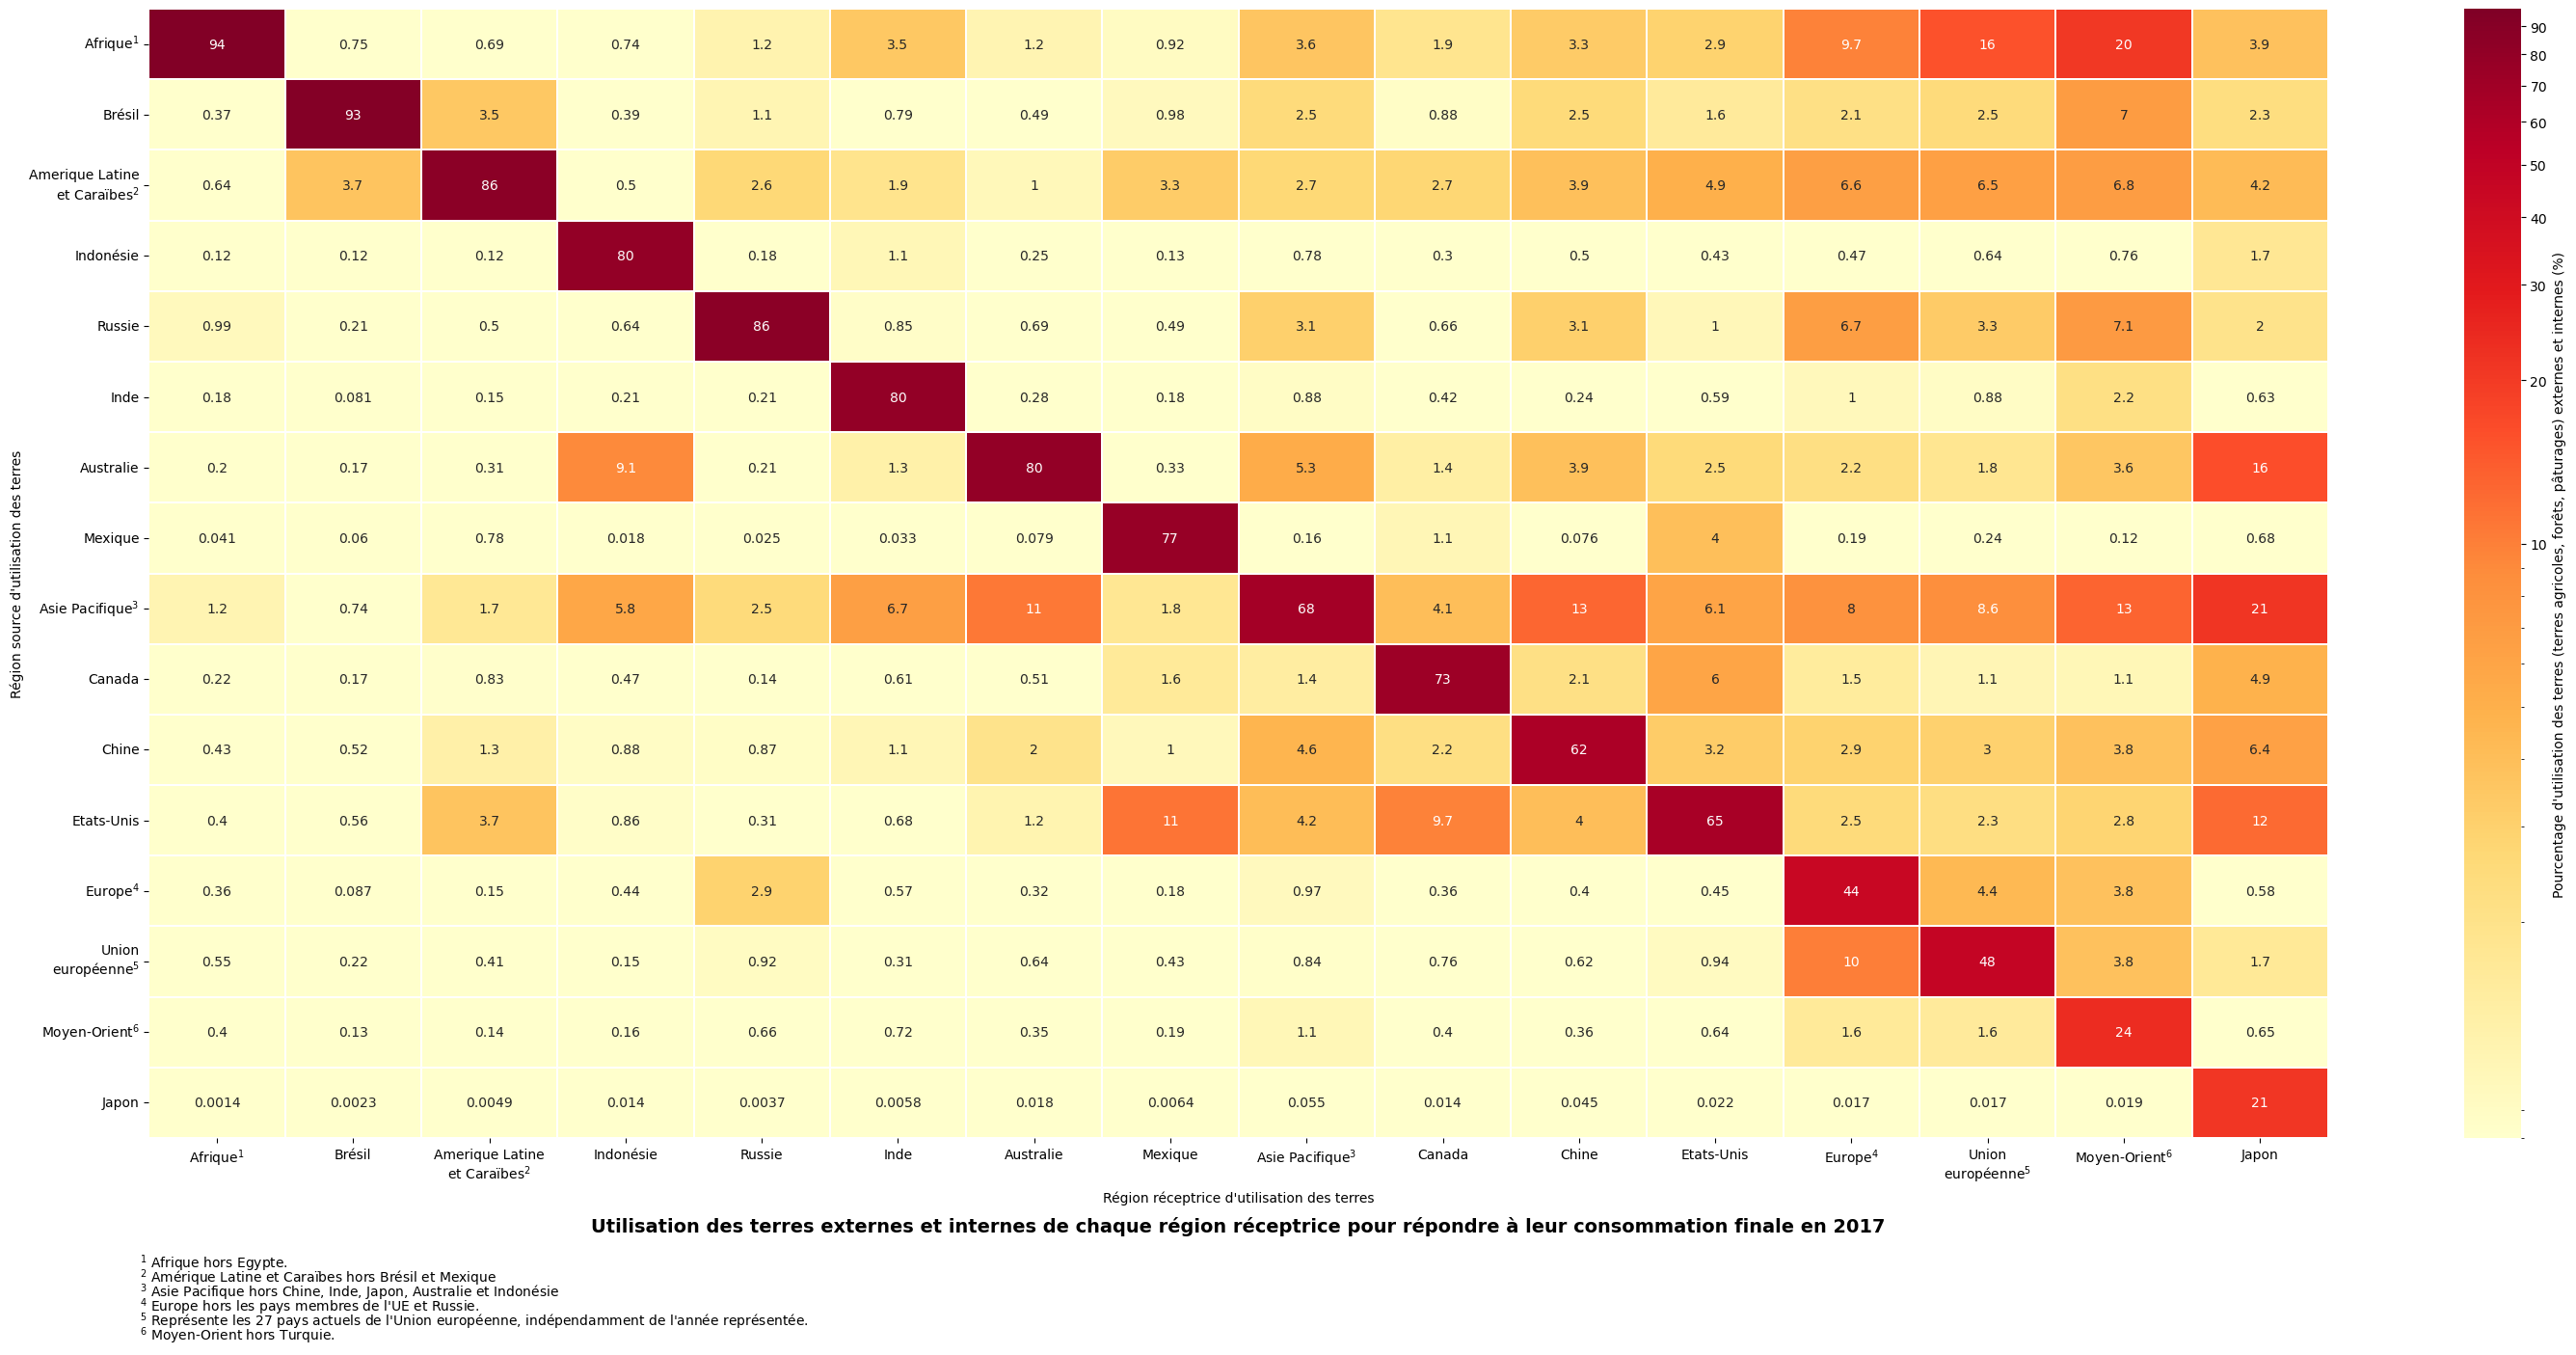 Afrique¹ 94 0.75 0.69 0.74 1.2 3.5 1.2 0.92 3.6 1.9 3.3 2.9 9.7 16 20 3.9
Brésil 0.37 93 3.5 0.39 1.1 0.79 0.49 0.98 2.5 0.88 2.5 1.6 2.1 2.5 7 2.3
Amerique Latine
et Caraïbes² 0.64 3.7 86 0.5 2.6 1.9 1 3.3 2.7 2.7 3.9 4.9 6.6 6.5 6.8 4.2
Indonésie 0.12 0.12 0.12 80 0.18 1.1 0.25 0.13 0.78 0.3 0.5 0.43 0.47 0.64 0.76 1.7
Russie 0.99 0.21 0.5 0.64 86 0.85 0.69 0.49 3.1 0.66 3.1 1 6.7 3.3 7.1 2
Inde 0.18 0.081 0.15 0.21 0.21 80 0.28 0.18 0.88 0.42 0.24 0.59 1 0.88 2.2 0.63
Australie 0.2 0.17 0.31 9.1 0.21 1.3 80 0.33 5.3 1.4 3.9 2.5 2.2 1.8 3.6 16
Mexique 0.041 0.06 0.78 0.018 0.025 0.033 0.079 77 0.16 1.1 0.076 4 0.19 0.24 0.12 0.68
Asie Pacifique³ 1.2 0.74 1.7 5.8 2.5 6.7 11 1.8 68 4.1 13 6.1 8 8.6 13 21
Canada 0.22 0.17 0.83 0.47 0.14 0.61 0.51 1.6 1.4 73 2.1 6 1.5 1.1 1.1 4.9
Chine 0.43 0.52 1.3 0.88 0.87 1.1 2 1 4.6 2.2 62 3.2 2.9 3 3.8 6.4
Etats-Unis 0.4 0.56 3.7 0.86 0.31 0.68 1.2 11 4.2 9.7 4 65 2.5 2.3 2.8 12
Europe⁴ 0.36 0.087 0.15 0.44 2.9 0.57 0.32 0.18 0.97 0.36 0.4 0.45 44 4.4 3.8 0.58
Union
européenne⁵ 0.55 0.22 0.41 0.15 0.92 0.31 0.64 0.43 0.84 0.76 0.62 0.94 10 48 3.8 1.7
Moyen-Orient⁶ 0.4 0.13 0.14 0.16 0.66 0.72 0.35 0.19 1.1 0.4 0.36 0.64 1.6 1.6 24 0.65
Japon 0.0014 0.0023 0.0049 0.014 0.0037 0.0058 0.018 0.0064 0.055 0.014 0.045 0.022 0.017 0.017 0.019 21
Région source d'utilisation des terres
Afrique¹ Brésil Amerique Latine Indonésie Russie Inde Australie Mexique Asie Pacifique³ Canada Chine Etats-Unis Europe⁴ Union Moyen-Orient⁶ Japon
et Caraïbes² européenne⁵
Région réceptrice d'utilisation des terres
90
80
70
60
50
40
30
20
10
Pourcentage d'utilisation des terres (terres agricoles, forêts, pâturages) externes et internes (%)
Utilisation des terres externes et internes de chaque région réceptrice pour répondre à leur consommation finale en 2017
¹ Afrique hors Egypte.
² Amérique Latine et Caraïbes hors Brésil et Mexique
³ Asie Pacifique hors Chine, Inde, Japon, Australie et Indonésie
⁴ Europe hors les pays membres de l'UE et Russie.
⁵ Représente les 27 pays actuels de l'Union européenne, indépendamment de l'année représentée.
⁶ Moyen-Orient hors Turquie.